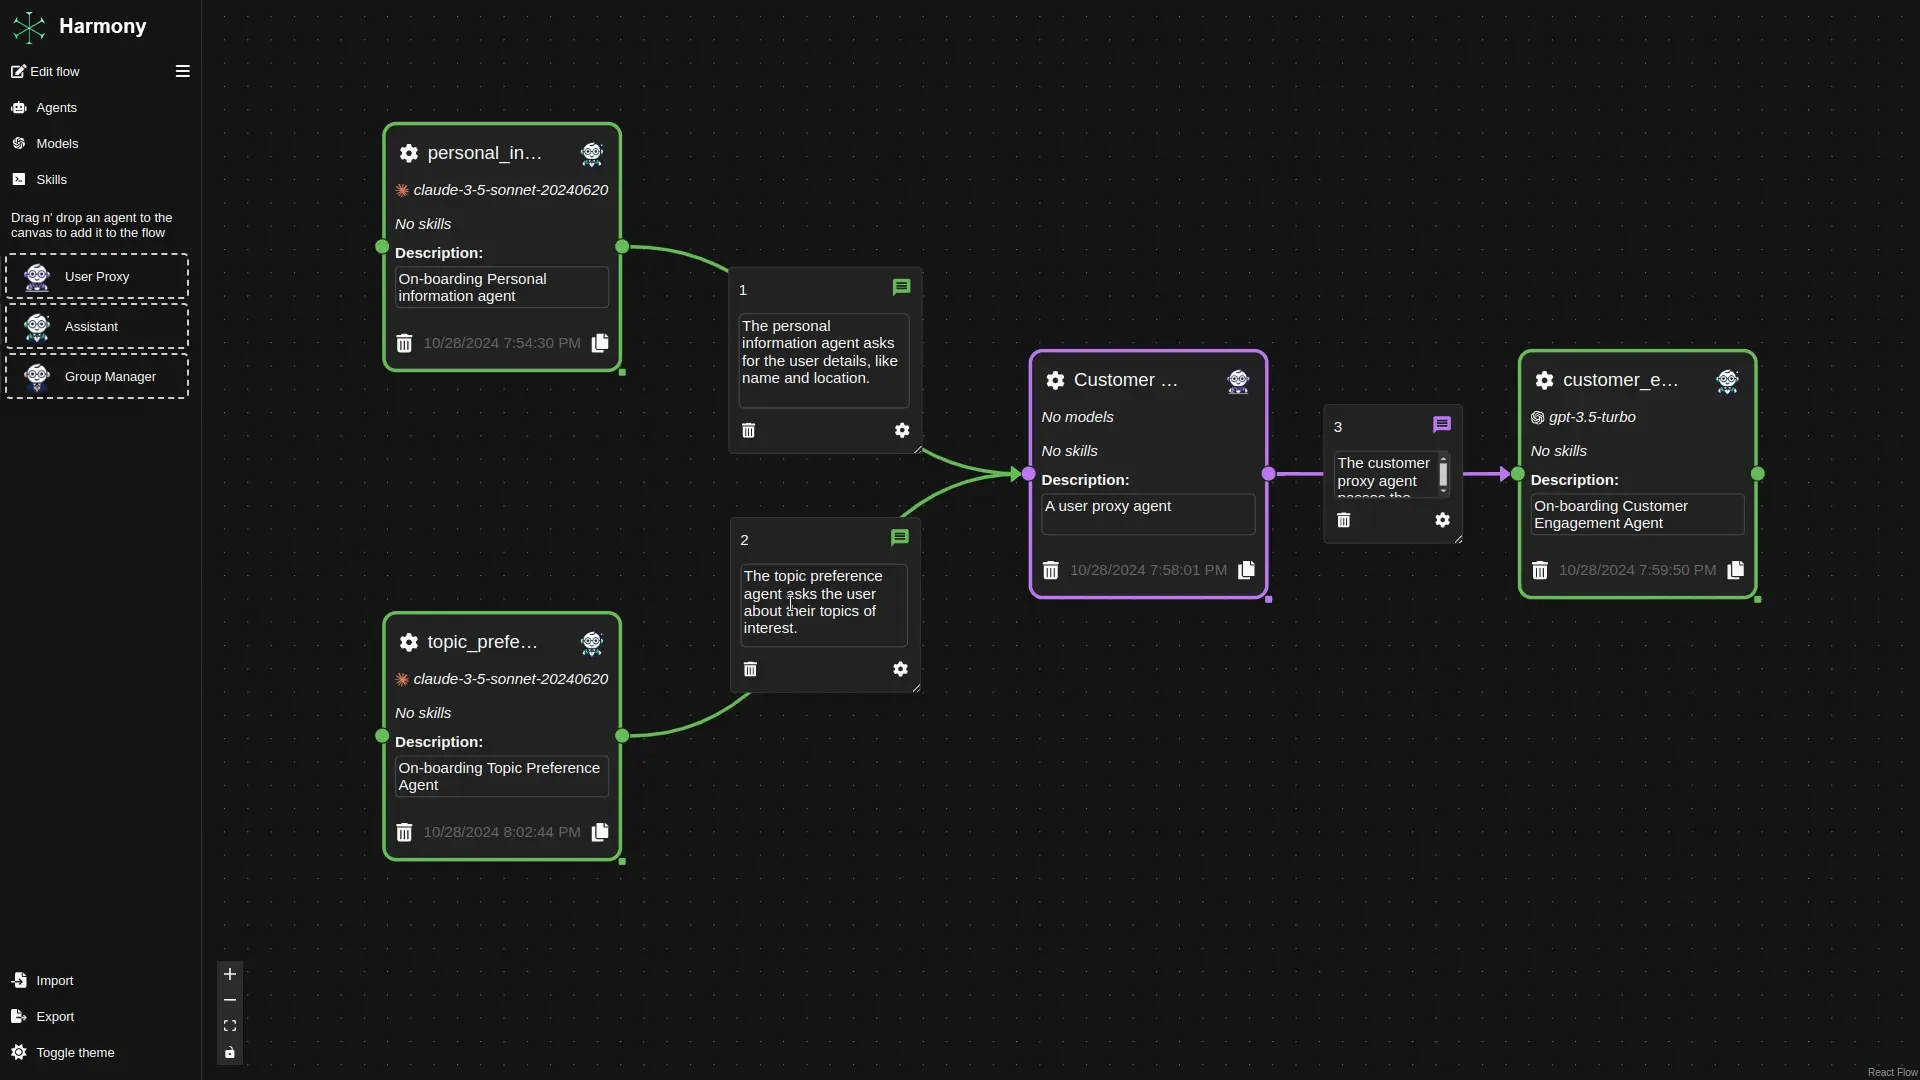 Harmony
Edit flow
Agents
Models
Skills
Drag n' drop an agent to the
canvas to add it to the flow
User Proxy
Assistant
Group Manager
Import
Export
Toggle theme
personal_in...
claude-3-5-sonnet-20240620
No skills
Description:
On-boarding Personal
information agent
10/28/2024 7:54:30 PM
topic_prefe...
claude-3-5-sonnet-20240620
No skills
Description:
On-boarding Topic Preference
Agent
10/28/2024 8:02:44 PM
1
The personal
information agent asks
for the user details, like
name and location.
2
The topic preference
agent asks the user
about their topics of
interest.
Customer ...
No models
No skills
Description:
A user proxy agent
10/28/2024 7:58:01 PM
3
The customer
proxy agent
passes the
customer_e...
gpt-3.5-turbo
No skills
Description:
On-boarding Customer
Engagement Agent
10/28/2024 7:59:50 PM
React Flow